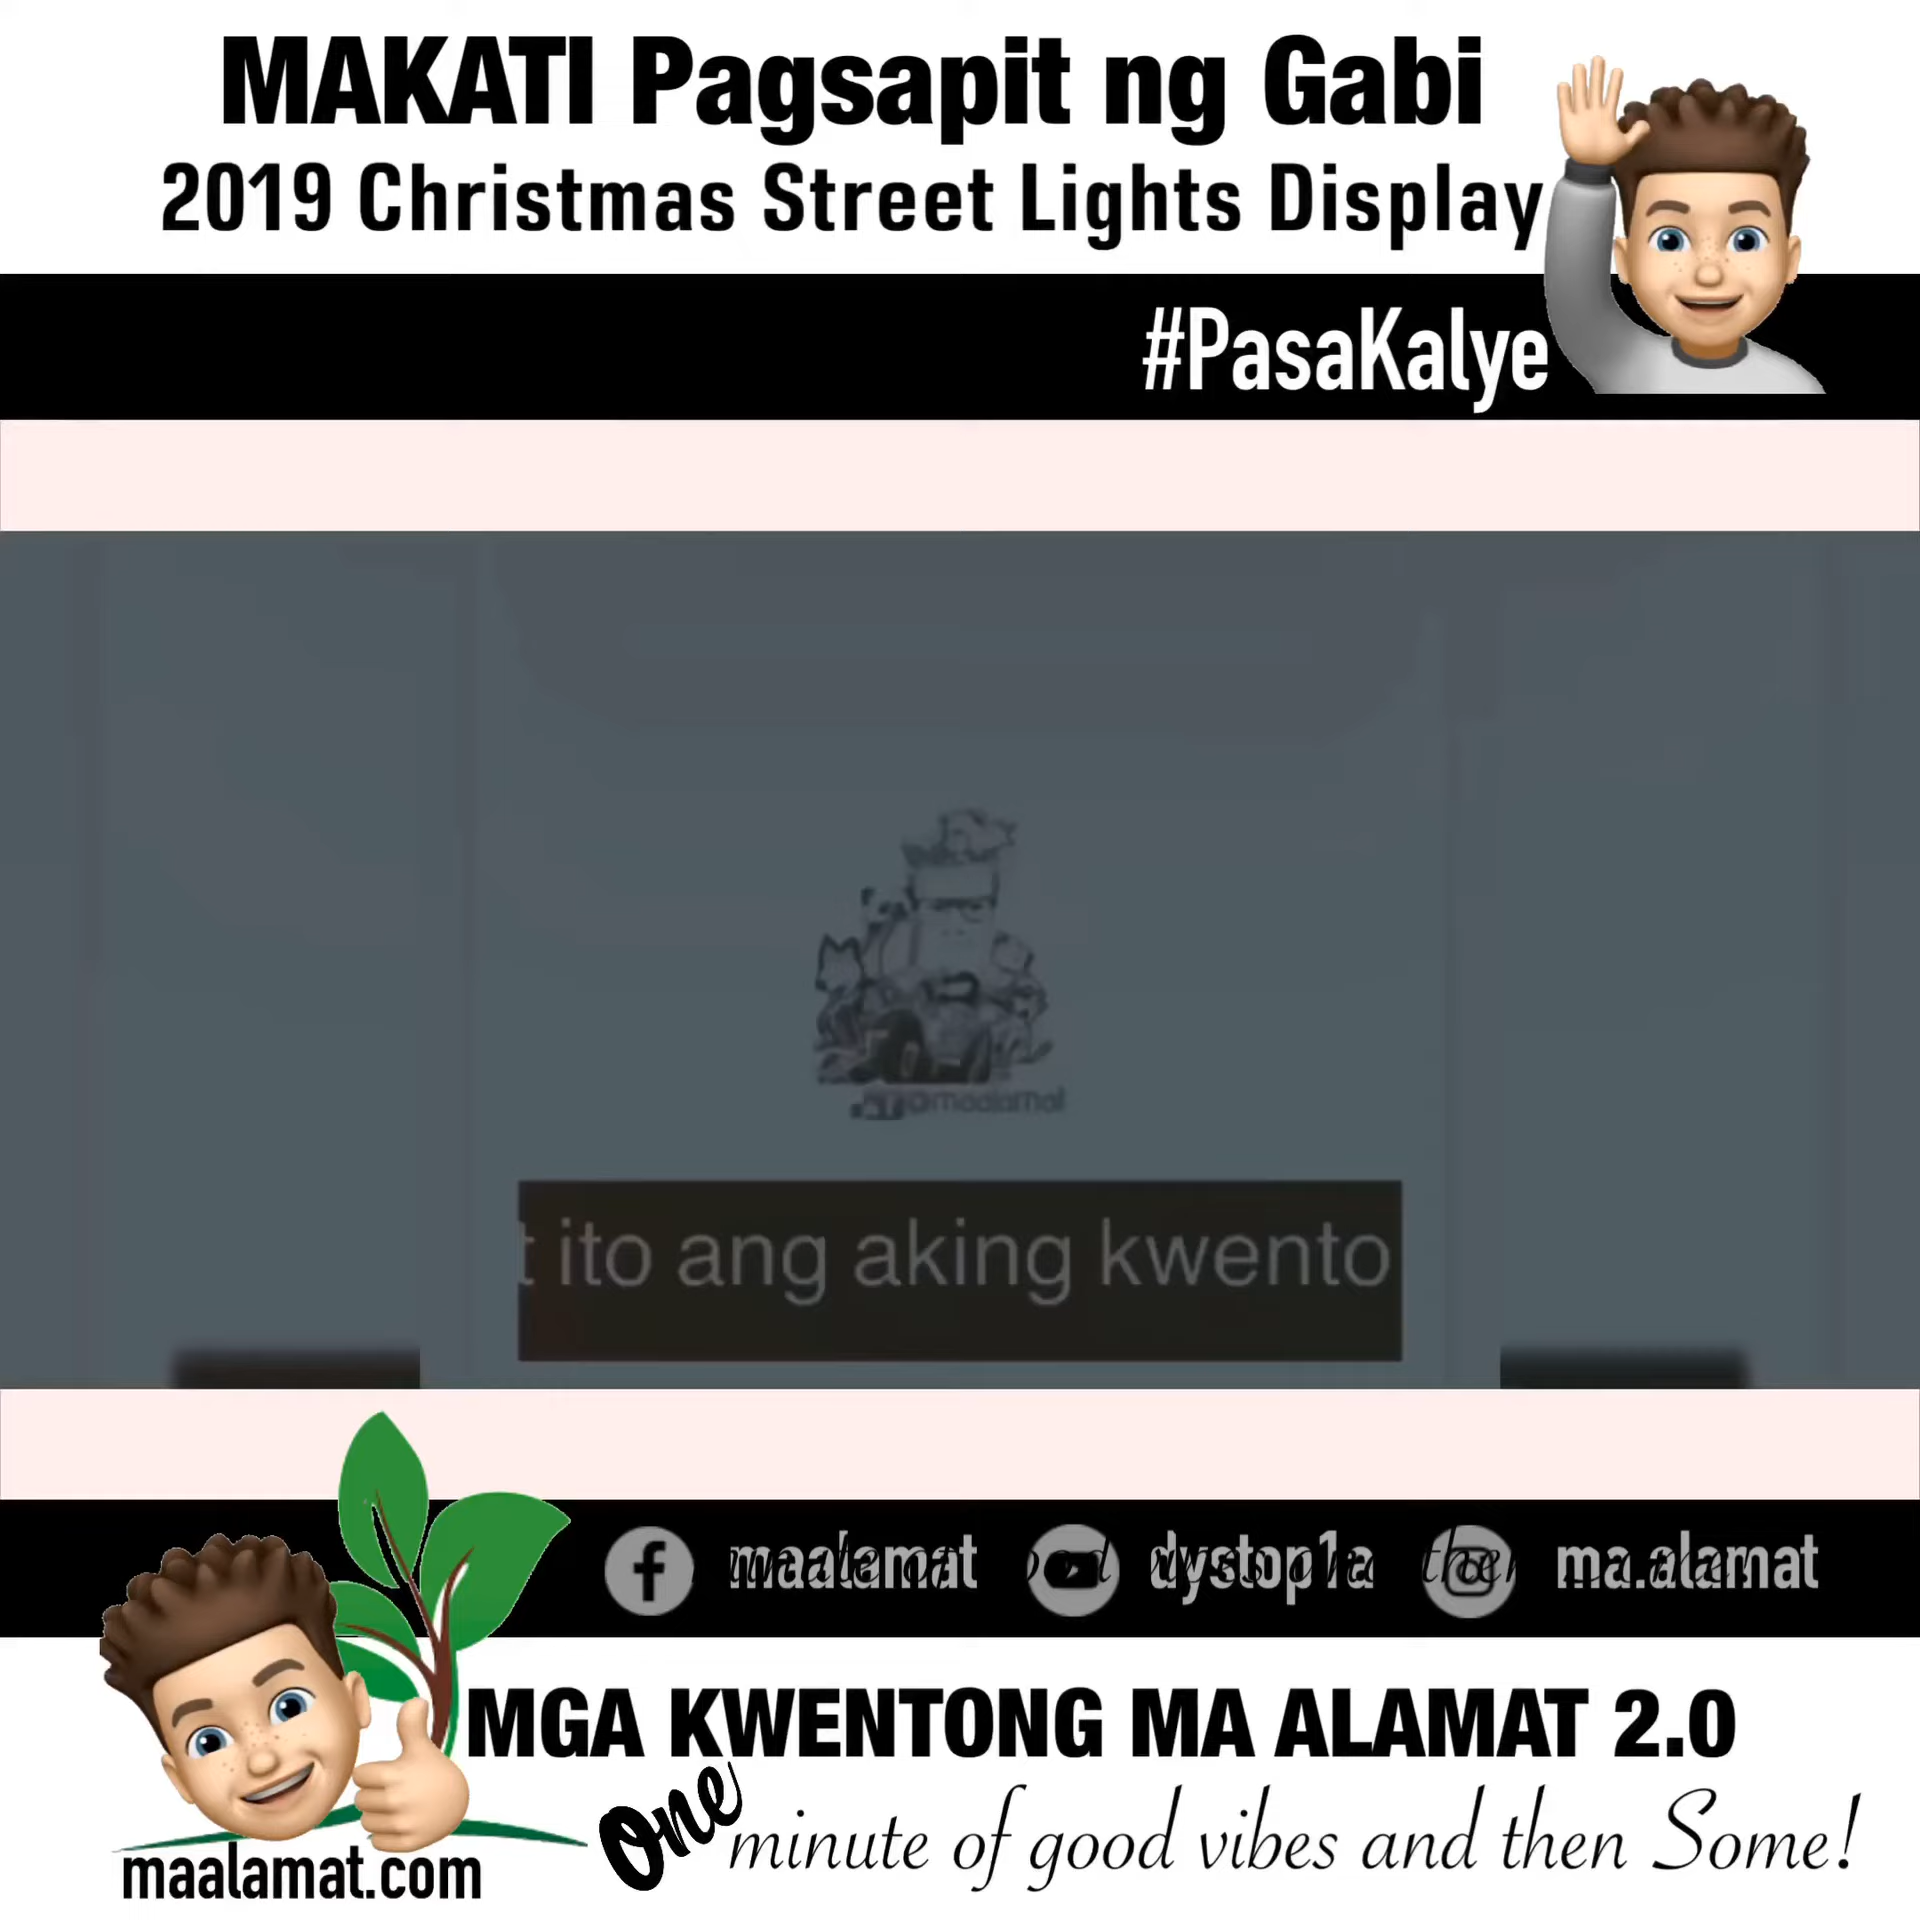 MAKATI Pagsapit ng Gabi
2019 Christmas Street Lights Display
#PasaKalye
@maalamat
t ito ang aking kwento
maalamat dystop1a ma.alamat
MGA KWENTONG MA ALAMAT 2.0
One minute of good vibes and then Some!
maalamat.com